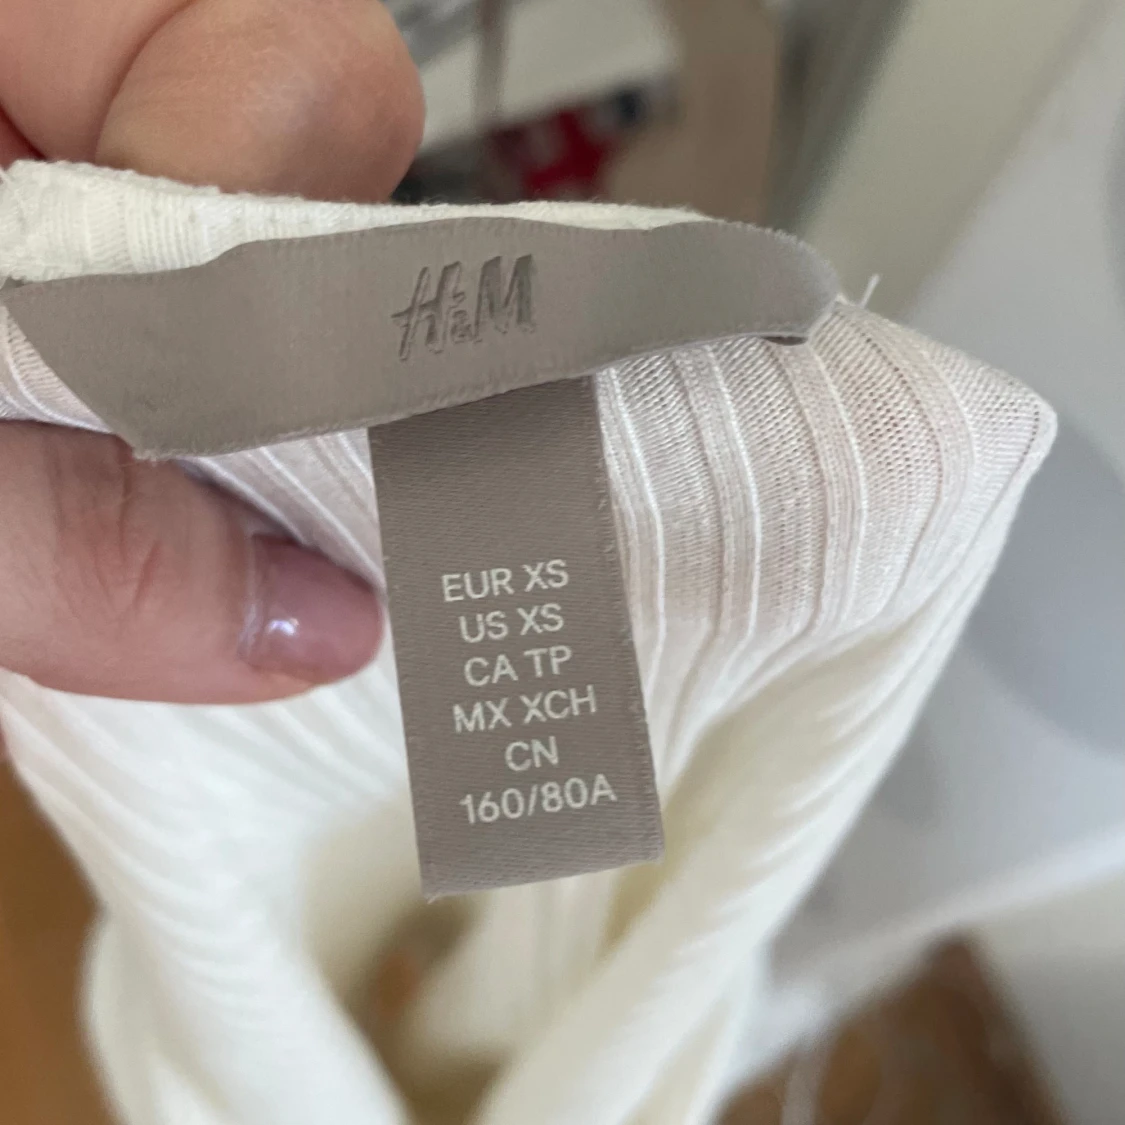 H&M
EUR XS
US XS
CA TP
MX XCH
CN
160/80A